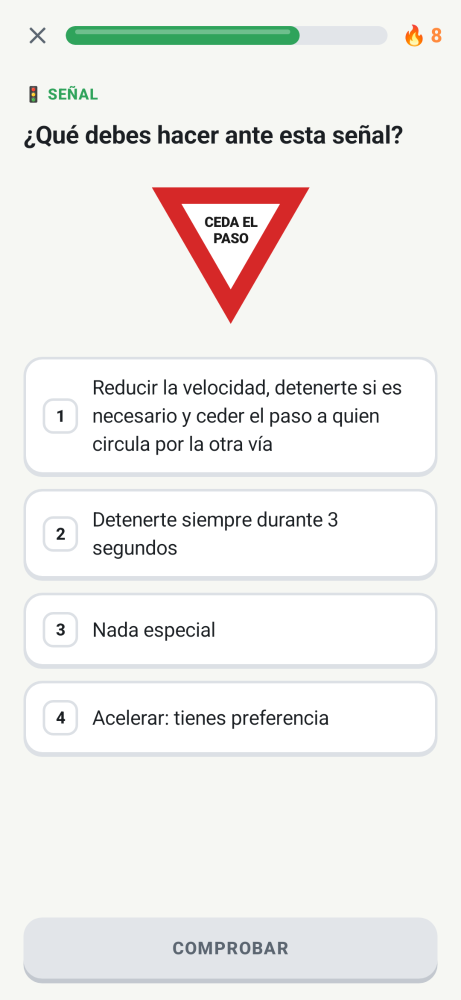 8
SEÑAL
¿Qué debes hacer ante esta señal?
CEDA EL
PASO
1
Reducir la velocidad, detenerte si es
necesario y ceder el paso a quien
circula por la otra vía
2
Detenerte siempre durante 3
segundos
3
Nada especial
4
Acelerar: tienes preferencia
COMPROBAR